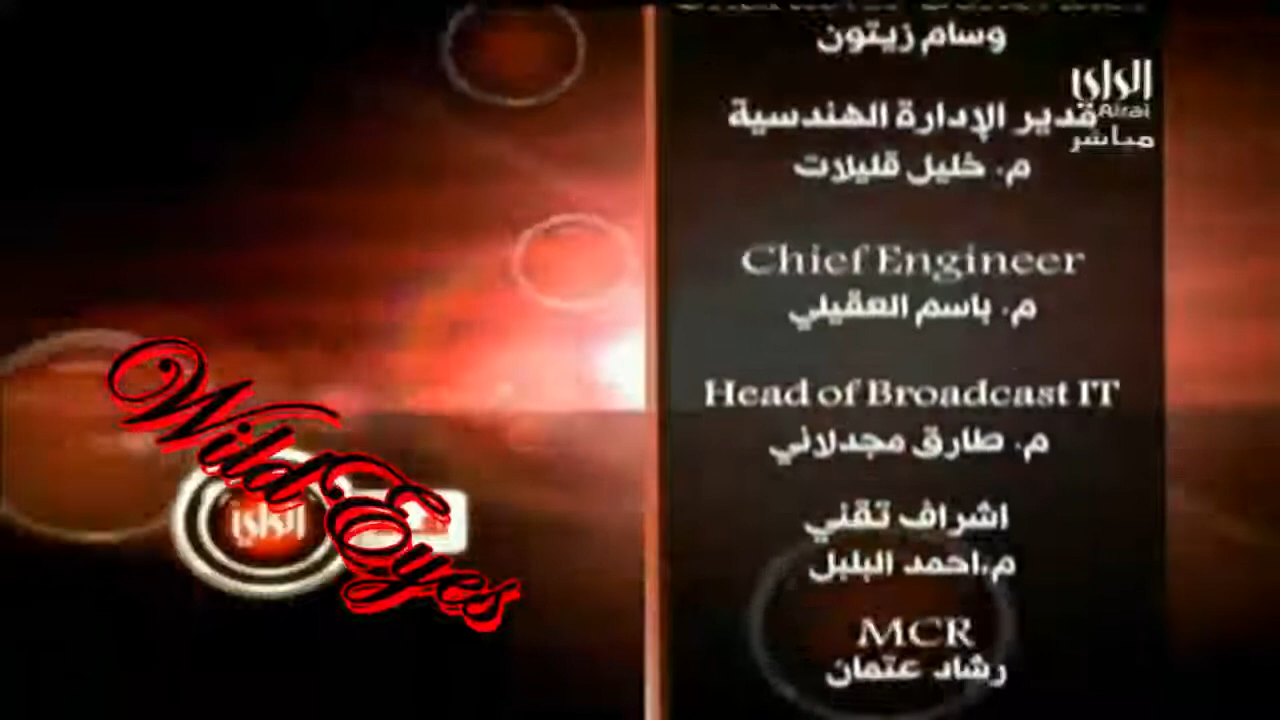 وسام زيتون
الراي
Alrai
مباشر
مدير الإدارة الهندسية
م. خليل قليلات
Chief Engineer
م. باسم العقيلي
Head of Broadcast IT
م. طارق مجدلاني
اشراف تقني
م.احمد البلبل
MCR
رشاد عتمان
Wild.Eyes
الراي